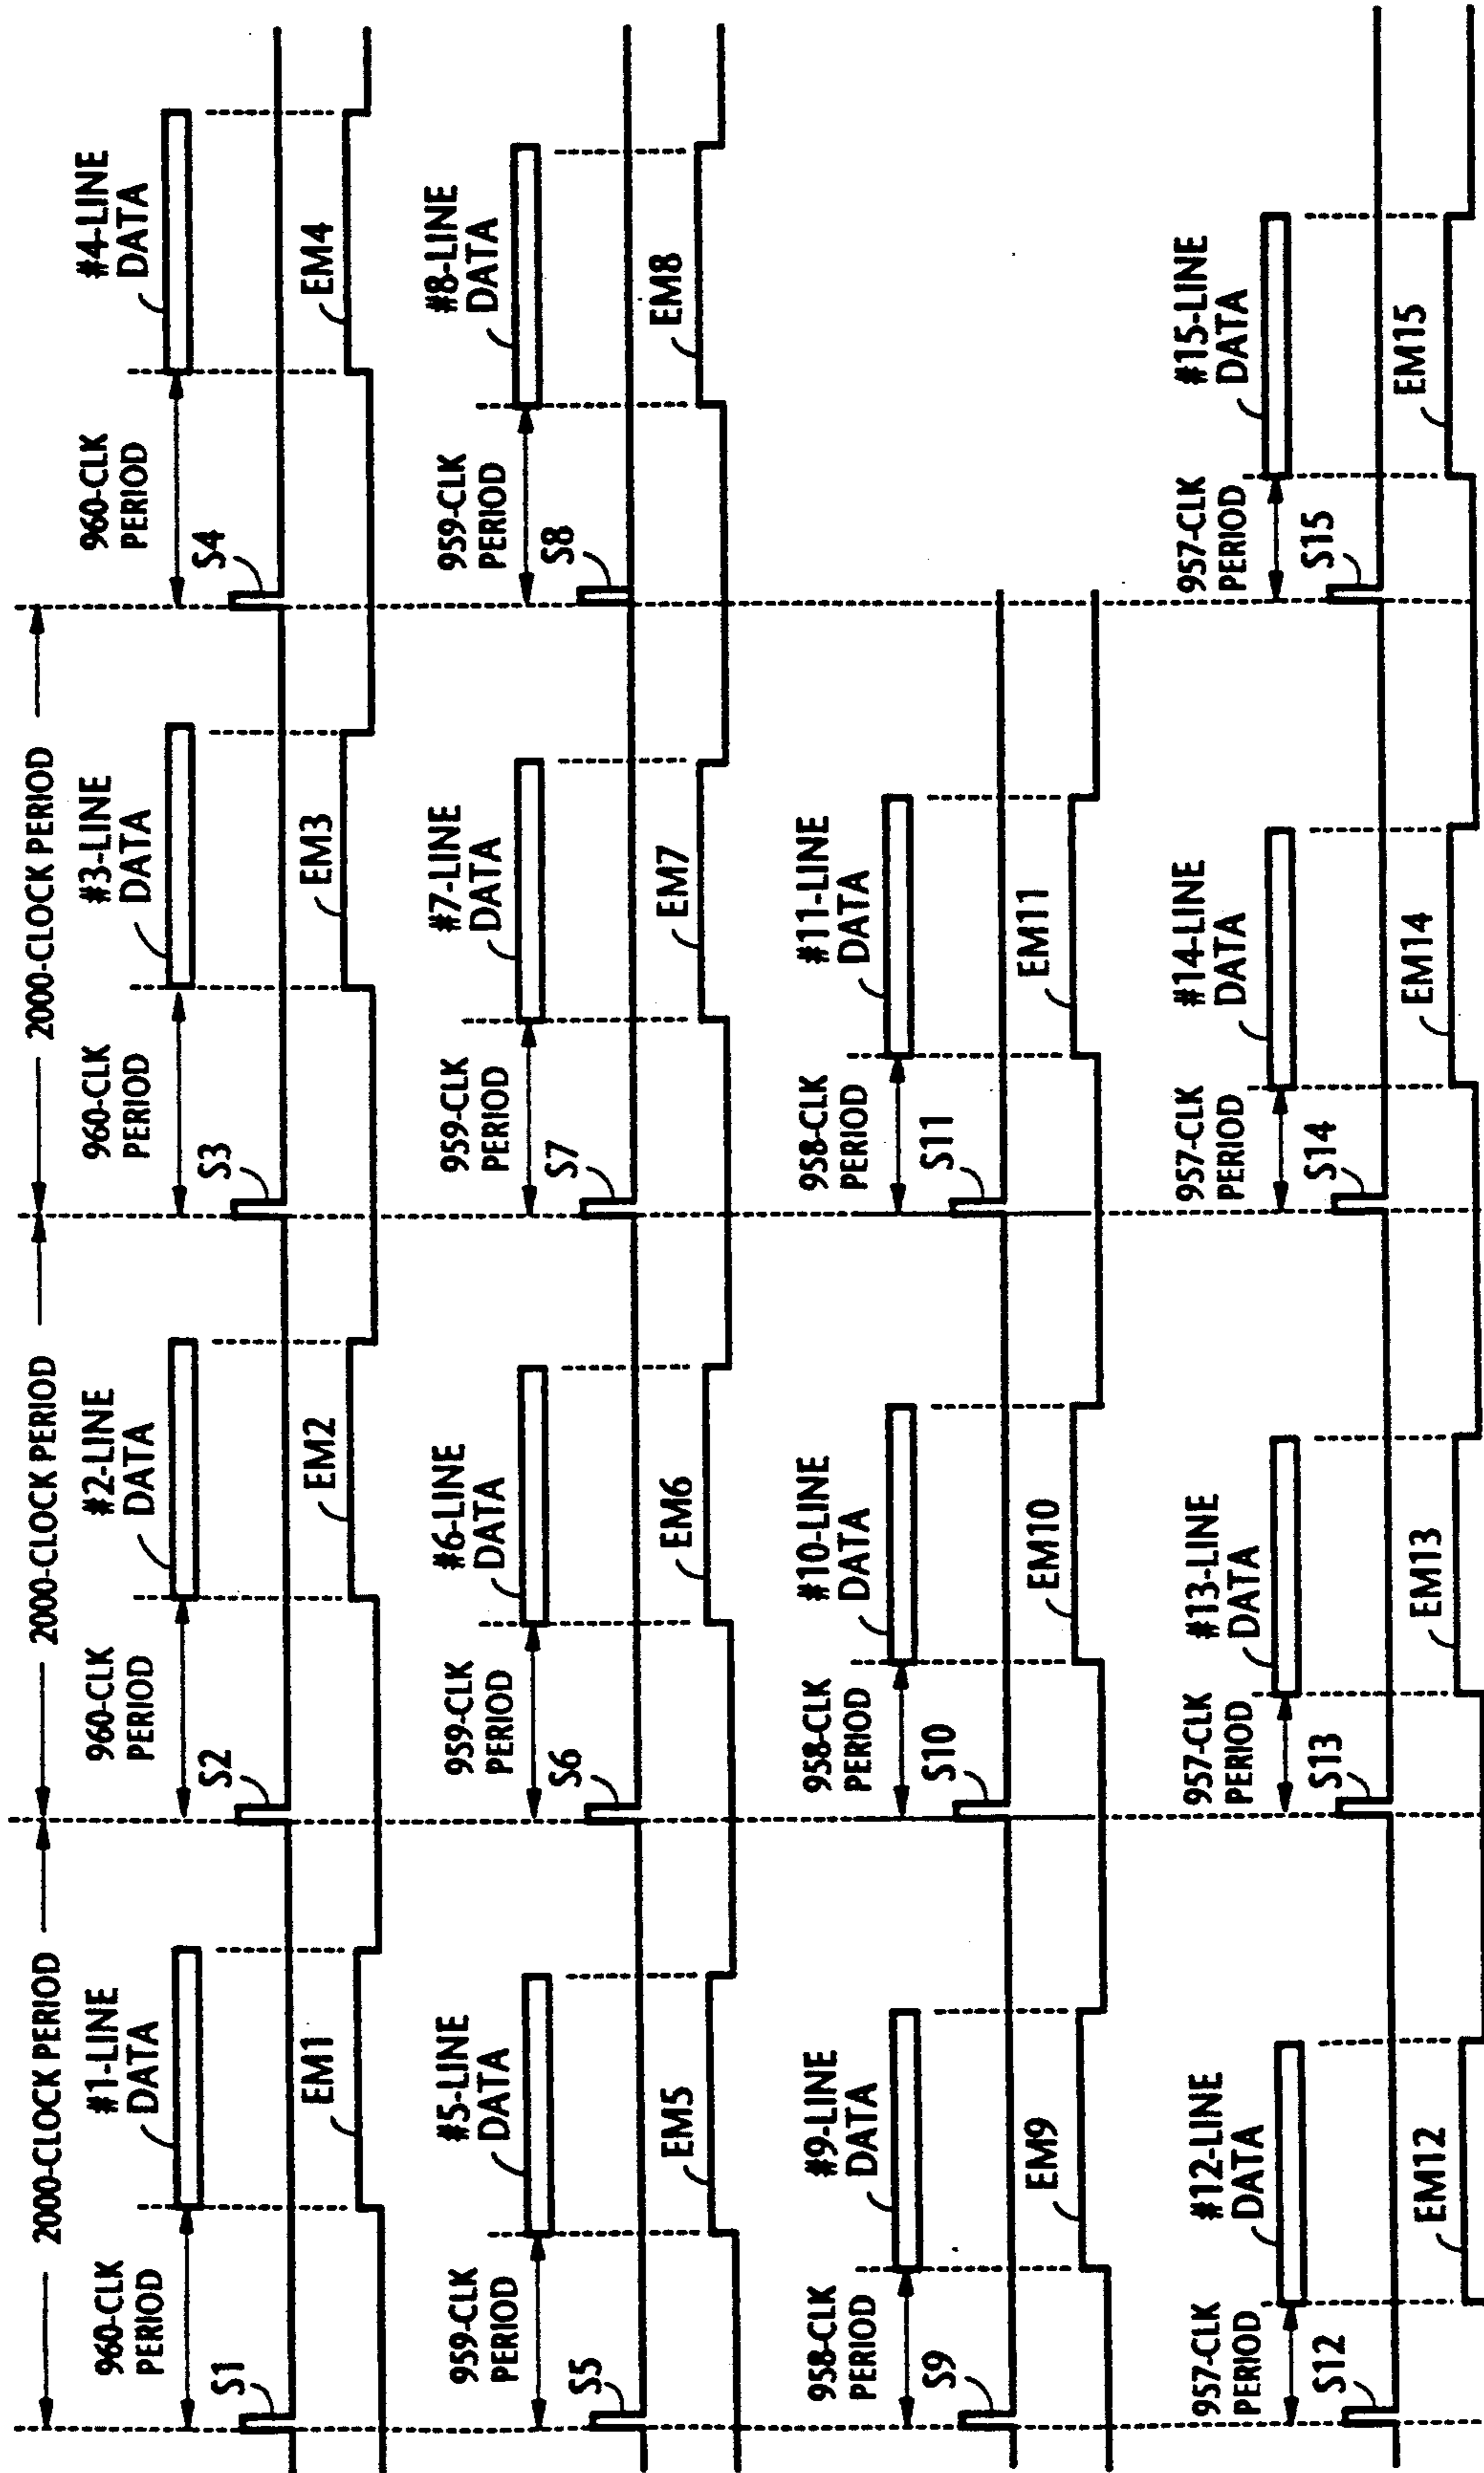 2000-CLOCK PERIOD
2000-CLOCK PERIOD
2000-CLOCK PERIOD
960-CLK
PERIOD
#1-LINE
DATA
960-CLK
PERIOD
#2-LINE
DATA
960-CLK
PERIOD
#3-LINE
DATA
960-CLK
PERIOD
#4-LINE
DATA
S1
S2
S3
S4
EM1
EM2
EM3
EM4
959-CLK
PERIOD
#5-LINE
DATA
959-CLK
PERIOD
#6-LINE
DATA
959-CLK
PERIOD
#7-LINE
DATA
959-CLK
PERIOD
#8-LINE
DATA
S5
S6
S7
S8
EM5
EM6
EM7
EM8
958-CLK
PERIOD
#9-LINE
DATA
958-CLK
PERIOD
#10-LINE
DATA
958-CLK
PERIOD
#11-LINE
DATA
S9
S10
S11
EM9
EM10
EM11
957-CLK
PERIOD
#12-LINE
DATA
957-CLK
PERIOD
#13-LINE
DATA
957-CLK
PERIOD
#14-LINE
DATA
957-CLK
PERIOD
#15-LINE
DATA
S12
S13
S14
S15
EM12
EM13
EM14
EM15